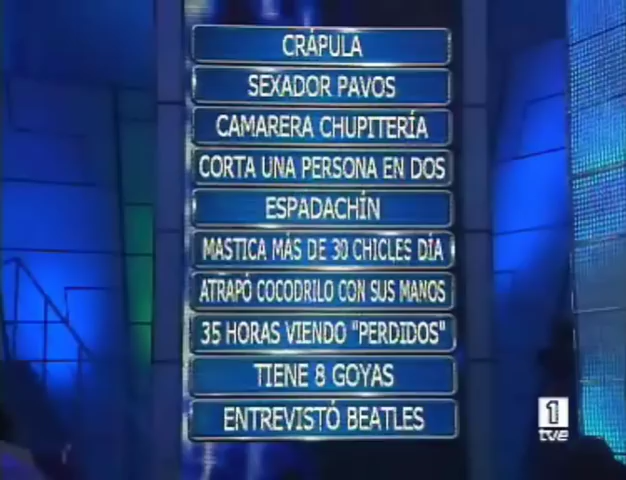 CRÁPULA
SEXADOR PAVOS
CAMARERA CHUPITERÍA
CORTA UNA PERSONA EN DOS
ESPADACHÍN
MASTICA MÁS DE 30 CHICLES DÍA
ATRAPÓ COCODRILO CON SUS MANOS
35 HORAS VIENDO "PERDIDOS"
TIENE 8 GOYAS
ENTREVISTÓ BEATLES
1
tve